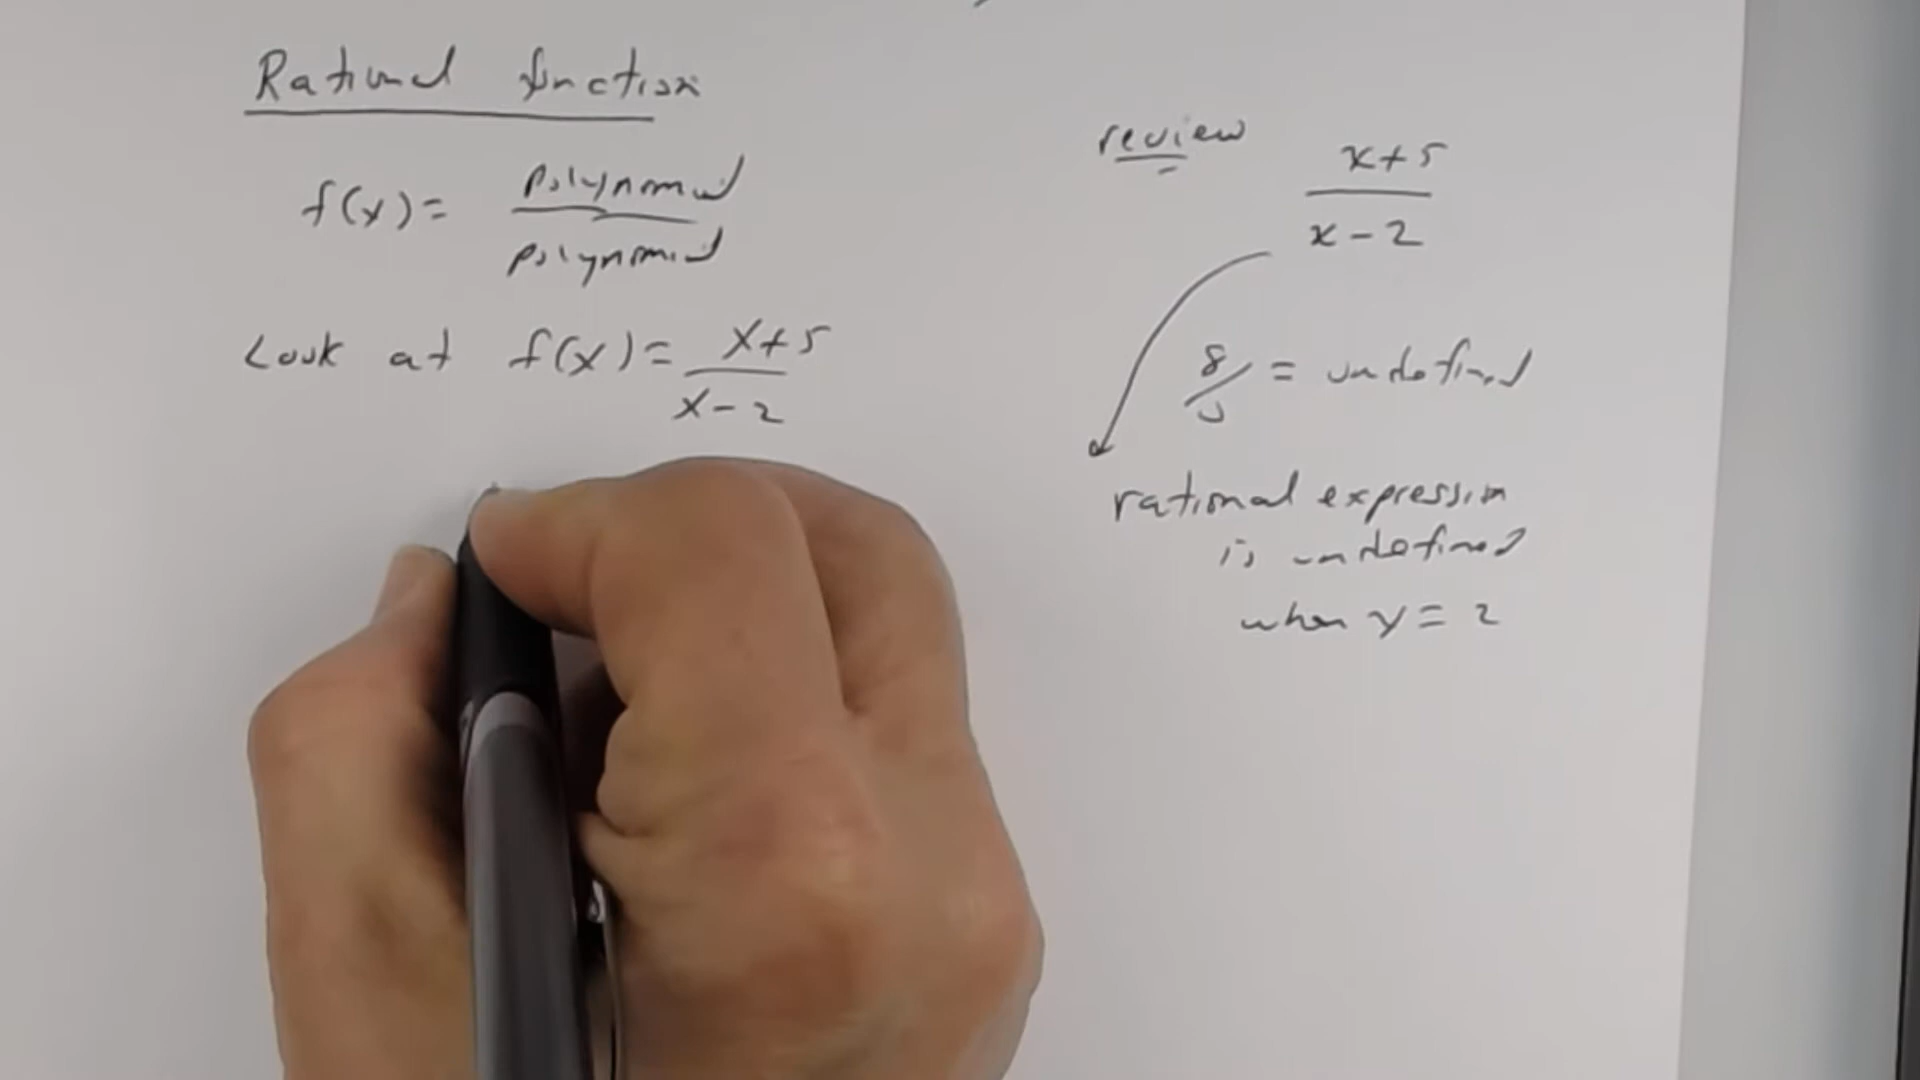 Rational function
f(x) = polynomial
polynomial
Look at f(x) = x+5
x-2
review
x+5
x-2
8/0 = undefined
rational expression
is undefined
when x = 2